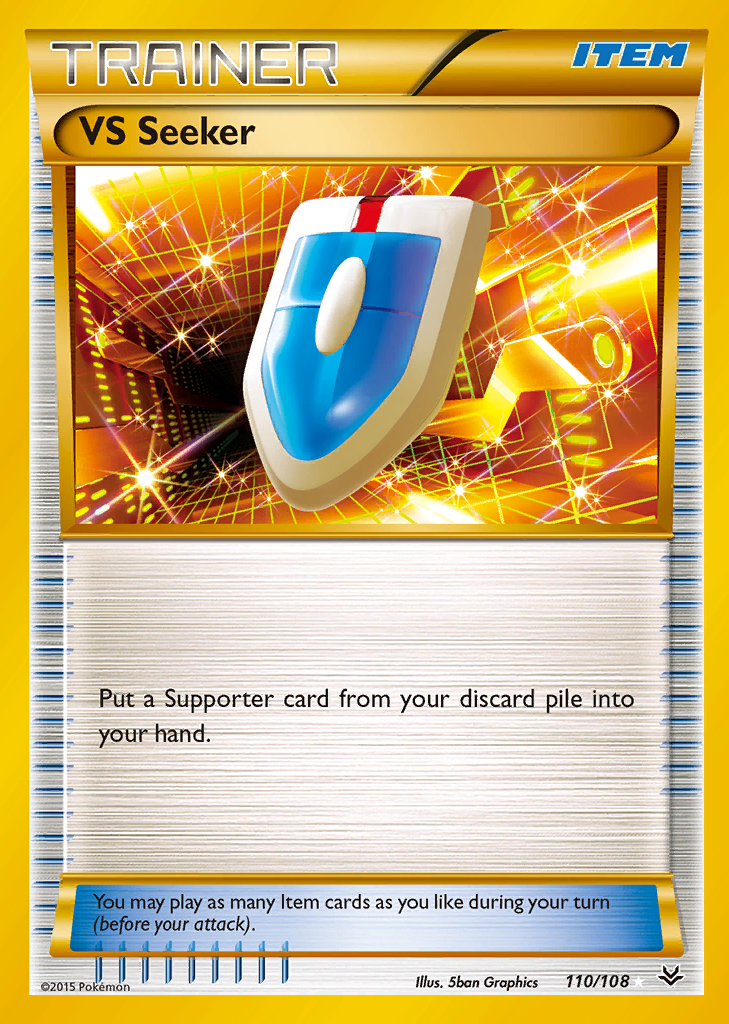 TRAINER
ITEM
VS Seeker
Put a Supporter card from your discard pile into
your hand.
You may play as many Item cards as you like during your turn
(before your attack).
©2015 Pokémon
Illus. 5ban Graphics
110/108